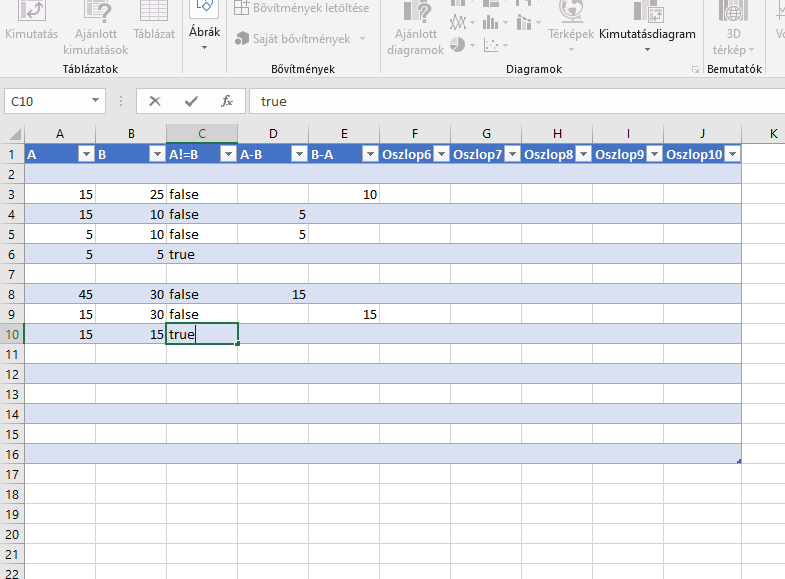 Kimutatás
Ajánlott kimutatások
Táblázat
Táblázatok
Ábrák
Bővítmények letöltése
Saját bővítmények
Bővítmények
Ajánlott diagramok
Térképek
Kimutatásdiagram
Diagramok
3D térkép
Bemutatók
C10
fx
true
A B C D E F G H I J K
1 A B A!=B A-B B-A Oszlop6 Oszlop7 Oszlop8 Oszlop9 Oszlop10
2
3 15 25 false 10
4 15 10 false 5
5 5 10 false 5
6 5 5 true
7
8 45 30 false 15
9 15 30 false 15
10 15 15 true
11
12
13
14
15
16
17
18
19
20
21
22